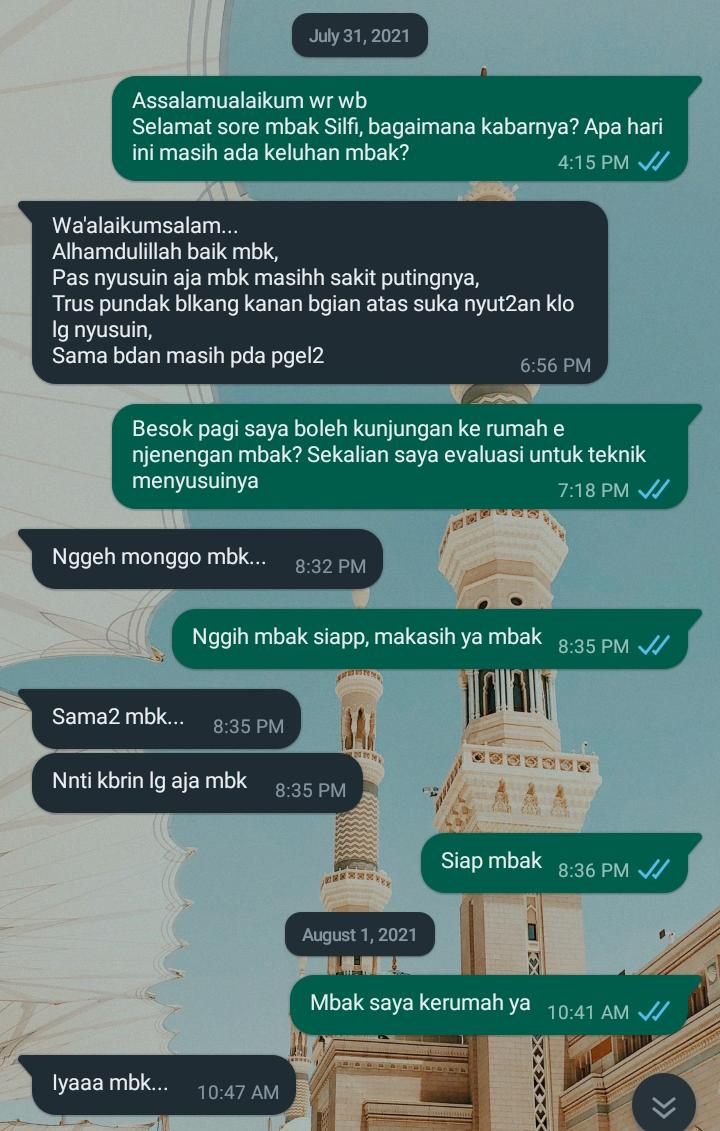 July 31, 2021
Assalamualaikum wr wb
Selamat sore mbak Silfi, bagaimana kabarnya? Apa hari
ini masih ada keluhan mbak?
4:15 PM
Wa'alaikumsalam...
Alhamdulillah baik mbk,
Pas nyusuin aja mbk masihh sakit putingnya,
Trus pundak blkang kanan bgian atas suka nyut2an klo
lg nyusuin,
Sama bdan masih pda pgel2
6:56 PM
Besok pagi saya boleh kunjungan ke rumah e
njenengan mbak? Sekalian saya evaluasi untuk teknik
menyusuinya
7:18 PM
Nggeh monggo mbk...
8:32 PM
Nggih mbak siapp, makasih ya mbak
8:35 PM
Sama2 mbk...
8:35 PM
Nnti kbrin lg aja mbk
8:35 PM
Siap mbak
8:36 PM
August 1, 2021
Mbak saya kerumah ya
10:41 AM
Iyaaa mbk...
10:47 AM